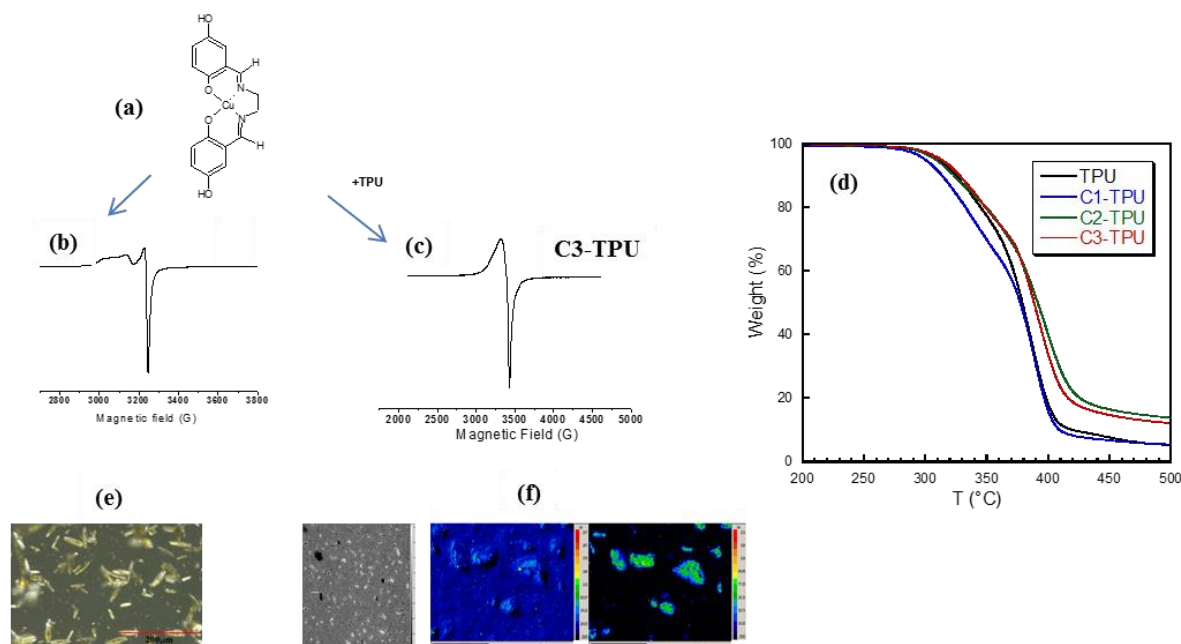 HO
H
O
N
Cu
O
N
H
HO
(a)
+TPU
(b)
2800 3000 3200 3400 3600 3800
Magnetic field (G)
(c)
C3-TPU
2000 2500 3000 3500 4000 4500 5000
Magnetic Field (G)
(d)
TPU
C1-TPU
C2-TPU
C3-TPU
100
80
60
40
20
0
Weight (%)
200 250 300 350 400 450 500
T (°C)
(e)
200µm
(f)